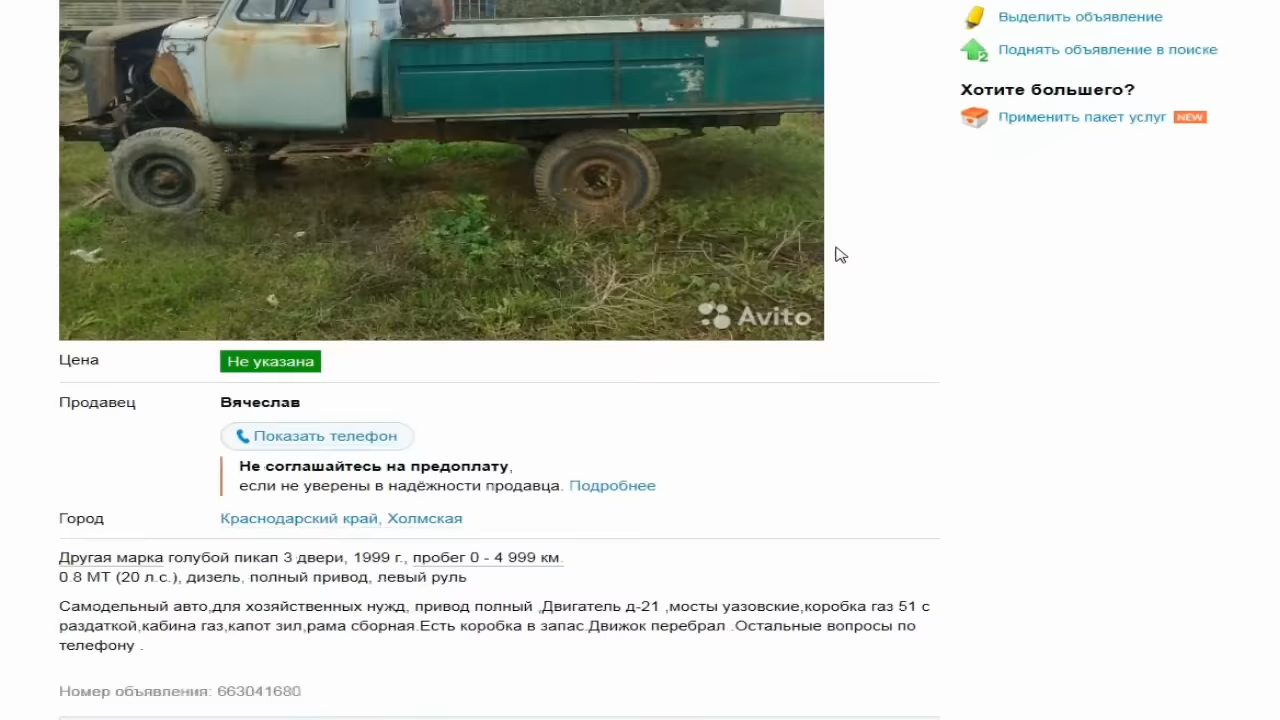 Выделить объявление
Поднять объявление в поиске
2
Хотите большего?
Применить пакет услуг NEW
Avito
Цена Не указана
Продавец Вячеслав
Показать телефон
Не соглашайтесь на предоплату,
если не уверены в надёжности продавца. Подробнее
Город Краснодарский край, Холмская
Другая марка голубой пикап 3 двери, 1999 г., пробег 0 - 4 999 км.
0.8 МТ (20 л.с.), дизель, полный привод, левый руль
Самодельный авто,для хозяйственных нужд, привод полный ,Двигатель д-21 ,мосты уазовские,коробка газ 51 с
раздаткой,кабина газ,капот зил,рама сборная.Есть коробка в запас.Движок перебрал .Остальные вопросы по
телефону .
Номер объявления: 663041680